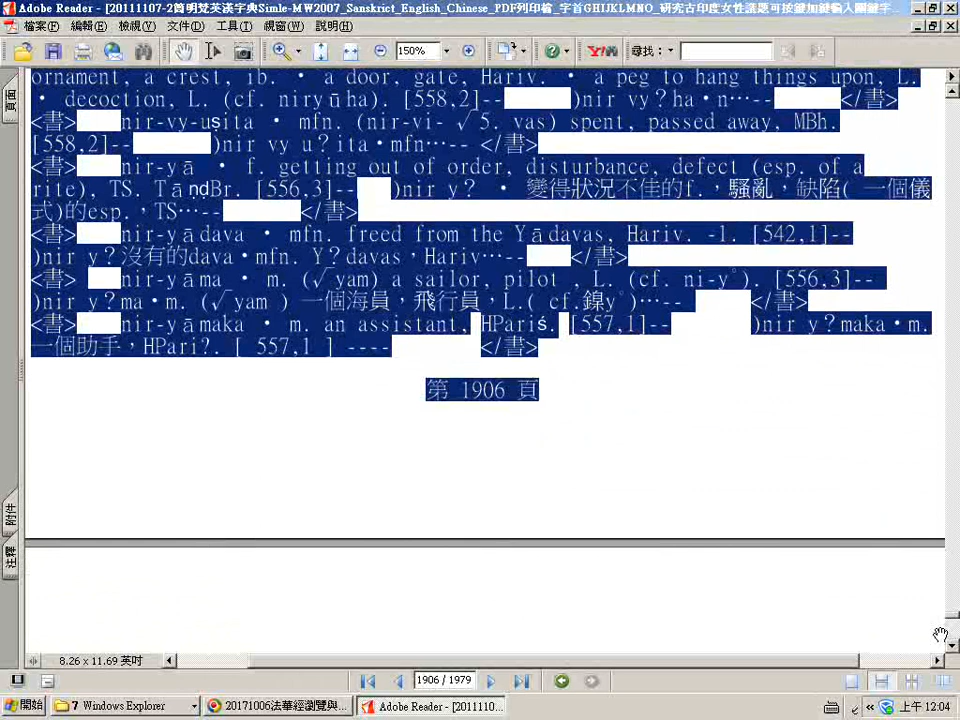 Adobe Reader - [20111107-2簡明梵英漢字典Simle-MW2007_Sanskrict_English_Chinese_PDF列印檔_字首GHIJKLMNO_研究古印度女性議題可按鍵加鍵輸入關鍵字
檔案(F) 編輯(E) 檢視(V) 文件(D) 工具(T) 視窗(W) 說明(H)
150% 尋找：
頁面
ornament, a crest, ib. • a door. gate, Hariv. • a peg to hang things upon, L.
• decoction, L. (cf. niryūha). [558,2]-- )nir vy？ha•n…-- </書>
<書> nir-vy-uṣita • mfn. (nir-vi- √ 5. vas) spent, passed away, MBh.
[558,2]-- )nir vy u？ita•mfn…-- </書>
<書> nir-yā • f. getting out of order, disturbance, defect (esp. of a
rite), TS. TāṇḍBr. [556,3]-- )nir y？ • 變得狀況不佳的f.，騷亂，缺陷( 一個儀
式)的esp.，TS…-- </書>
<書> nir-yādava • mfn. freed from the Yādavas, Hariv. -1. [542,1]--
)nir y？沒有的dava•mfn. Y？davas，Hariv…-- </書>
<書> nir-yāma • m. (√yam) a sailor, pilot , L. (cf. ni-y°). [556,3]--
)nir y？ma•m. (√yam ) 一個海員，飛行員，L.( cf.鎳y°)…-- </書>
<書> nir-yāmaka • m. an assistant, HPariś. [557,1]-- )nir y？maka•m.
一個助手，HPari?. [ 557,1 ] ---- </書>
第 1906 頁
附件
注釋
8.26 x 11.69 英吋
1906 / 1979
開始 7 Windows Explorer 20171006法華經瀏覽與... Adobe Reader - [2011110... 上午 12:04